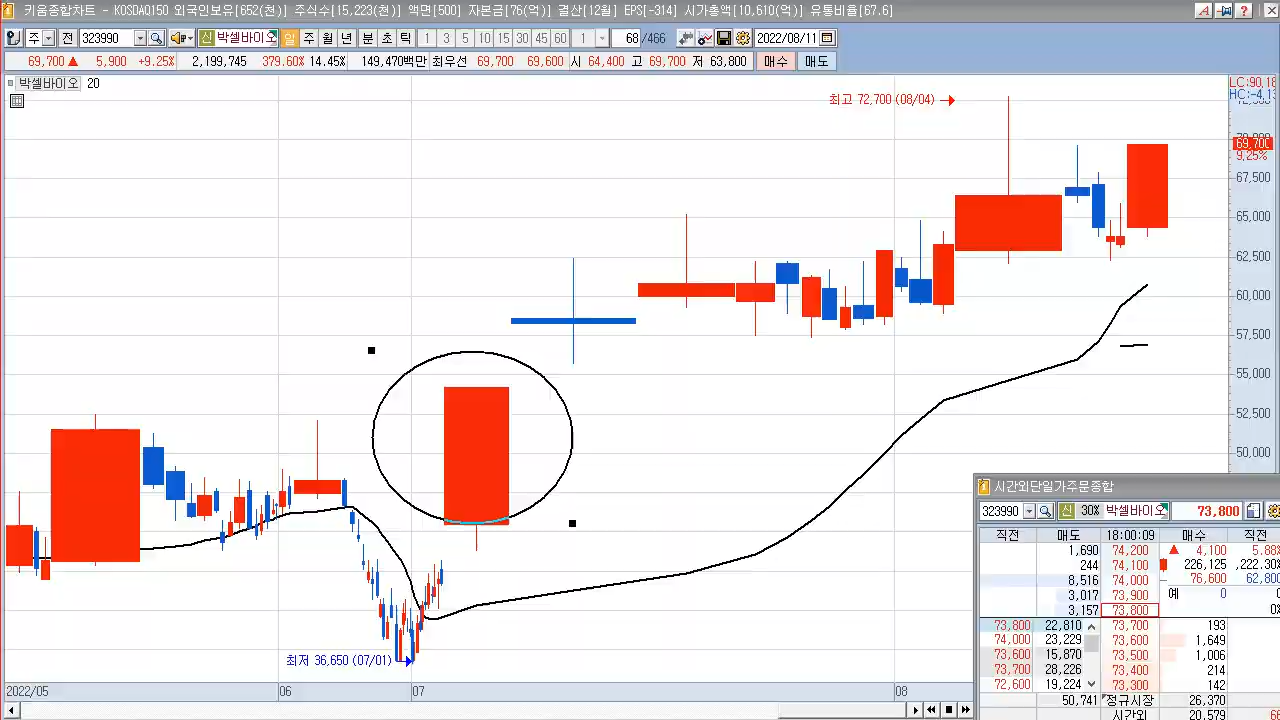 키움종합차트 - KOSDAQ150 외국인보유[652(천)] 주식수[15,223(천)] 액면[500] 자본금[76(억)] 결산[12월] EPS[-314] 시가총액[10,610(억)] 유통비율[67.6]
주 전 323990 신 박셀바이오 일 주 월 년 분 초 틱 1 3 5 10 15 30 45 60 1 68 /466 2022/08/11
69,700 ▲ 5,900 +9.25% 2,199,745 379.60% 14.45% 149,470백만 최우선 69,700 69,600 시 64,400 고 69,700 저 63,800 매수 매도
박셀바이오 20
LC:90.18
최고 72,700 (08/04)
69,700
9.25%
67,500
65,000
62,500
60,000
57,500
55,000
52,500
50,000
최저 36,650 (07/01)
2022/05 06 07 08
시간외단일가주문종합
323990 신 30% 박셀바이오 73,800
직전 매도 18:00:09 매수 직전
1,690 74,200 ▲ 4,100 5.88
244 74,100 226,125 ,222.30
8,516 74,000 76,600 62,80
3,017 73,900 예 0
3,157 73,800
73,800 22,810 73,700 193
74,000 23,229 73,600 1,649
73,600 15,870 73,500 1,006
73,700 28,226 73,400 214
72,600 19,224 73,300 142
50,741 정규시장 26,370
시간외 20,579